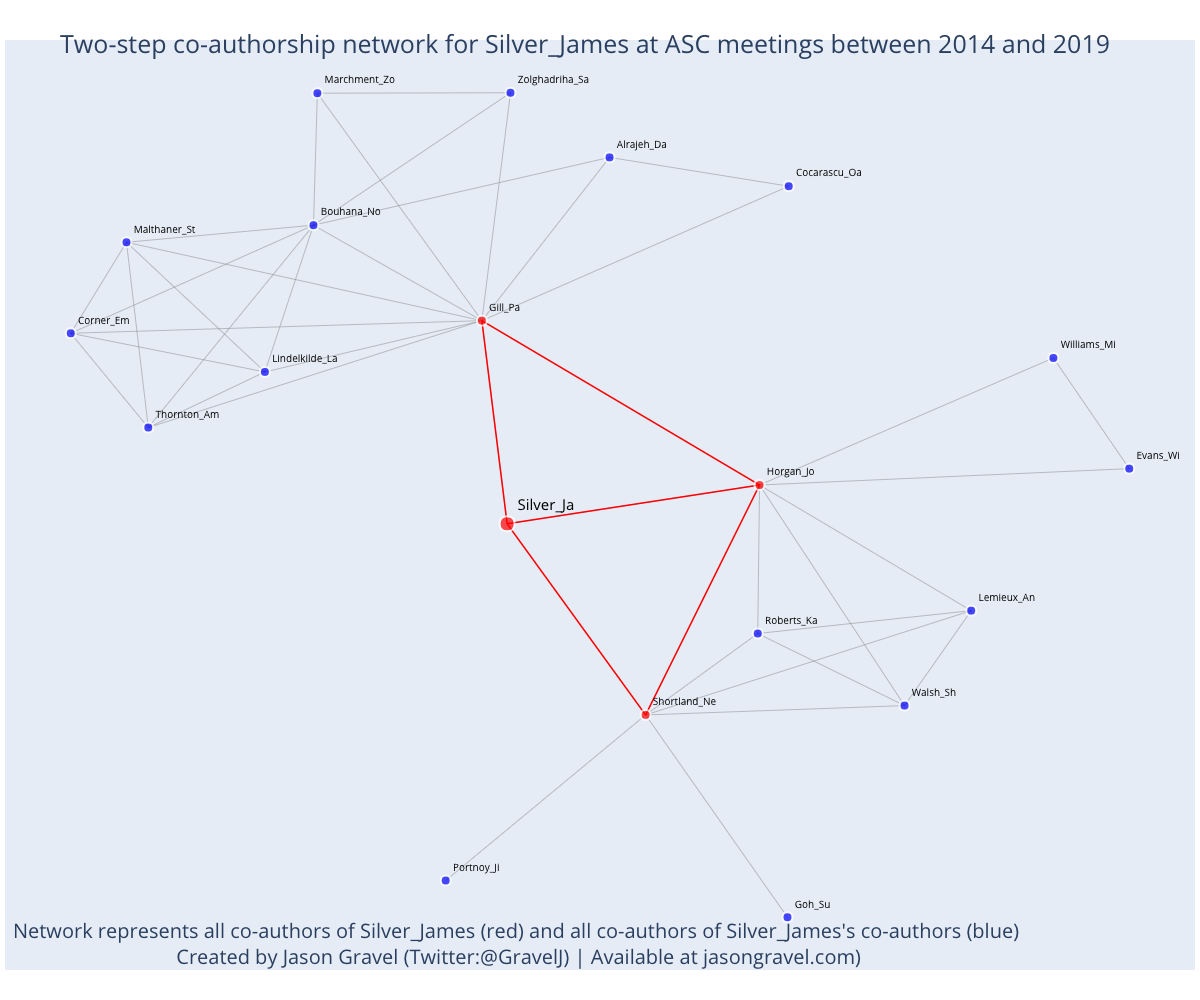 Two-step co-authorship network for Silver_James at ASC meetings between 2014 and 2019
Marchment_Zo
Zolghadriha_Sa
Alrajeh_Da
Cocarascu_Oa
Bouhana_No
Malthaner_St
Gill_Pa
Corner_Em
Williams_Mi
Lindelkilde_La
Thornton_Am
Evans_Wi
Horgan_Jo
Silver_Ja
Lemieux_An
Roberts_Ka
Walsh_Sh
Shortland_Ne
Portnoy_Ji
Goh_Su
Network represents all co-authors of Silver_James (red) and all co-authors of Silver_James's co-authors (blue)
Created by Jason Gravel (Twitter:@GravelJ) | Available at jasongravel.com)